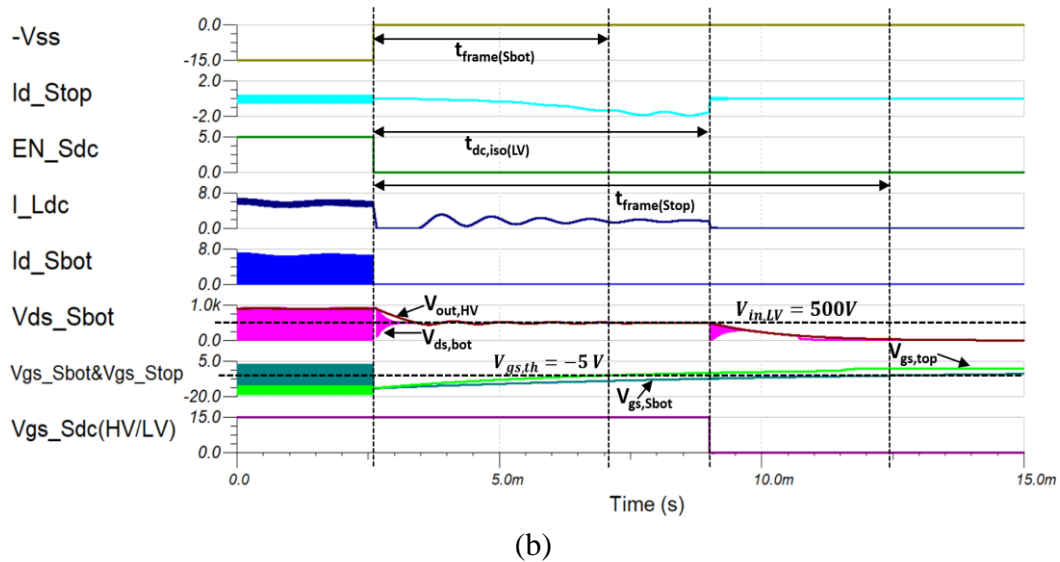 -Vss
0.0
-15.0
t_frame(Sbot)
Id_Stop
2.0
-2.0
EN_Sdc
5.0
0.0
t_dc,iso(LV)
t_frame(Stop)
I_Ldc
8.0
0.0
Id_Sbot
8.0
0.0
Vds_Sbot
1.0k
0.0
V_out,HV
V_ds,bot
V_in,LV = 500V
Vgs_Sbot&Vgs_Stop
5.0
-20.0
V_gs,th = −5 V
V_gs,Sbot
V_gs,top
Vgs_Sdc(HV/LV)
15.0
0.0
0.0 5.0m 10.0m 15.0m
Time (s)
(b)